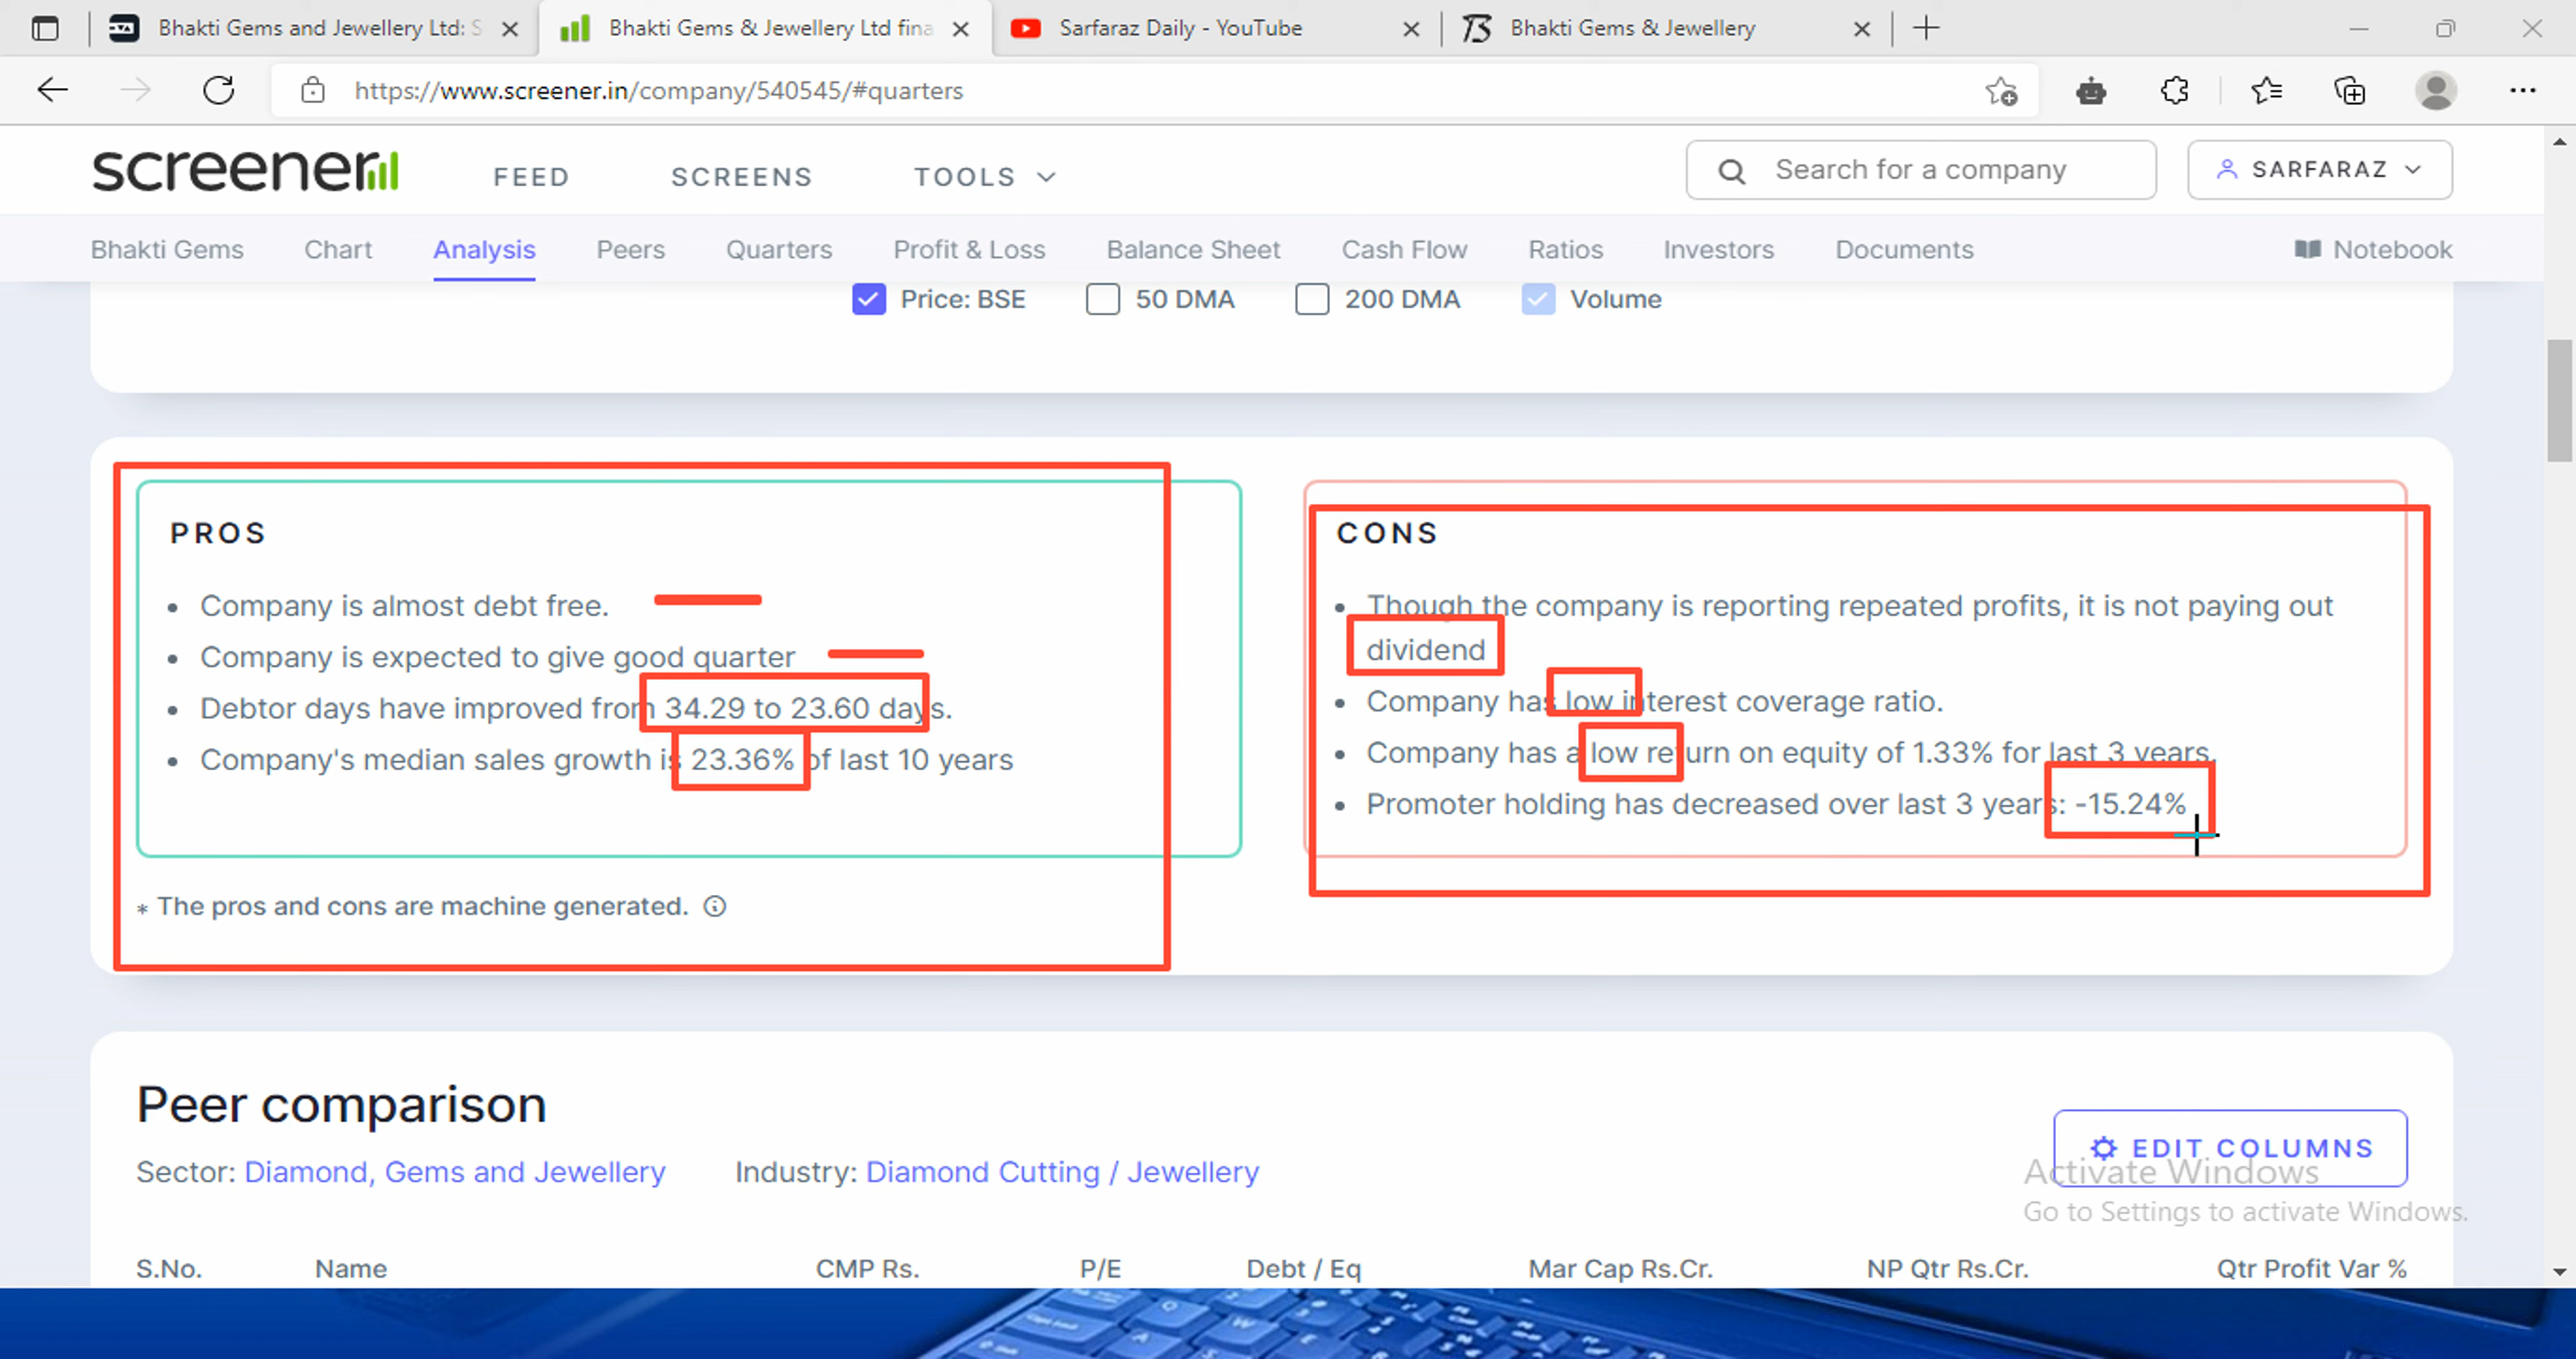 Bhakti Gems and Jewellery Ltd: S
Bhakti Gems & Jewellery Ltd fina
Sarfaraz Daily - YouTube
Bhakti Gems & Jewellery
https://www.screener.in/company/540545/#quarters
screener
FEED SCREENS TOOLS
Search for a company
SARFARAZ
Bhakti Gems Chart Analysis Peers Quarters Profit & Loss Balance Sheet Cash Flow Ratios Investors Documents Notebook
Price: BSE 50 DMA 200 DMA Volume
PROS
Company is almost debt free.
Company is expected to give good quarter
Debtor days have improved from 34.29 to 23.60 days.
Company's median sales growth is 23.36% of last 10 years
* The pros and cons are machine generated.
CONS
Though the company is reporting repeated profits, it is not paying out
dividend
Company has low interest coverage ratio.
Company has a low return on equity of 1.33% for last 3 years.
Promoter holding has decreased over last 3 years: -15.24%
Peer comparison
EDIT COLUMNS
Sector: Diamond, Gems and Jewellery Industry: Diamond Cutting / Jewellery
Activate Windows
Go to Settings to activate Windows.
S.No. Name CMP Rs. P/E Debt / Eq Mar Cap Rs.Cr. NP Qtr Rs.Cr. Qtr Profit Var %